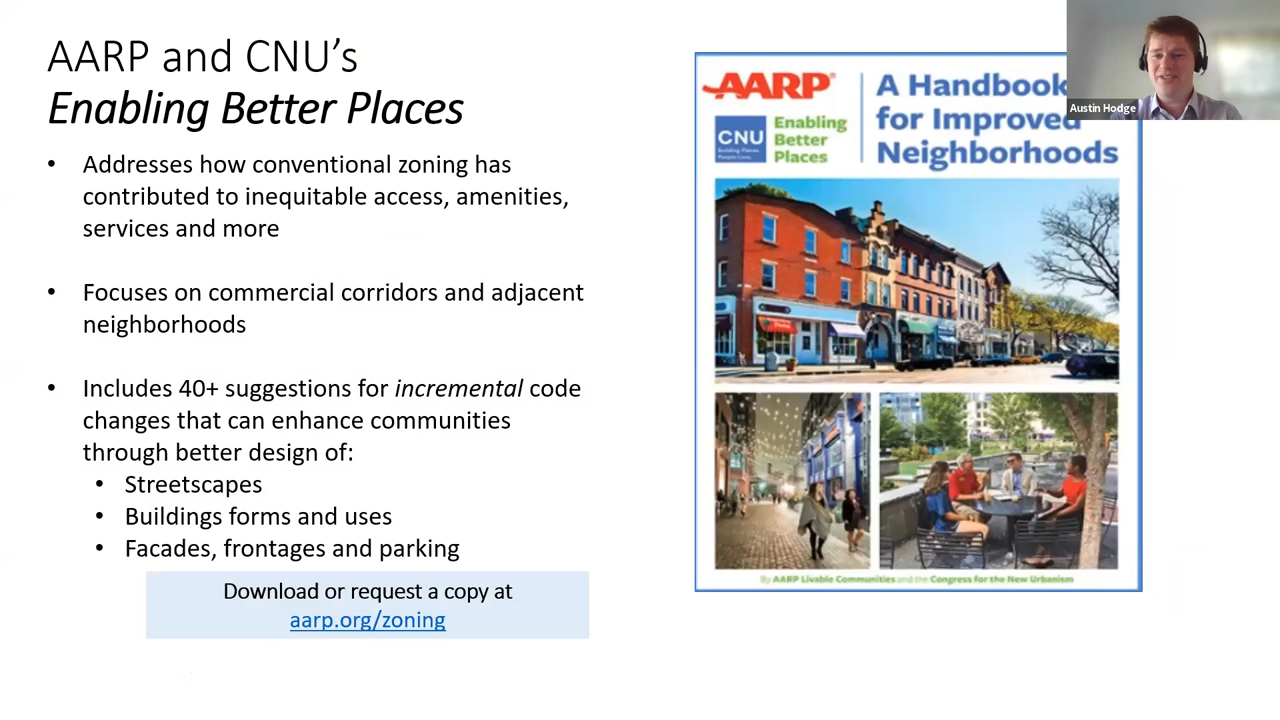 AARP and CNU's
Enabling Better Places
• Addresses how conventional zoning has
contributed to inequitable access, amenities,
services and more
• Focuses on commercial corridors and adjacent
neighborhoods
• Includes 40+ suggestions for incremental code
changes that can enhance communities
through better design of:
• Streetscapes
• Buildings forms and uses
• Facades, frontages and parking
Download or request a copy at
aarp.org/zoning
AARP®
CNU
Building Places
People Love
Enabling
Better
Places
A Handbook
for Improved
Neighborhoods
By AARP Livable Communities and the Congress for the New Urbanism
Austin Hodge